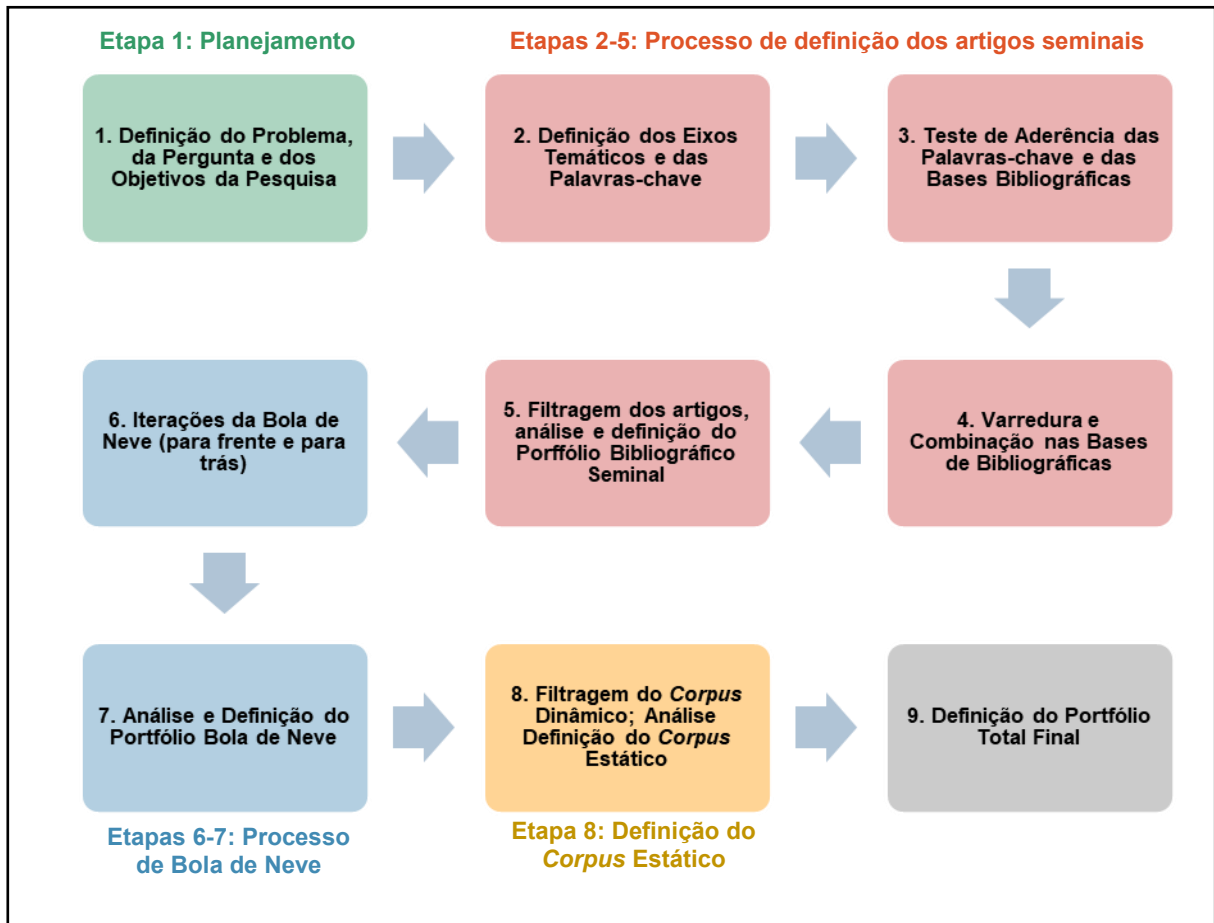 Etapa 1: Planejamento
Etapas 2-5: Processo de definição dos artigos seminais
1. Definição do Problema,
da Pergunta e dos
Objetivos da Pesquisa
2. Definição dos Eixos
Temáticos e das
Palavras-chave
3. Teste de Aderência das
Palavras-chave e das
Bases Bibliográficas
4. Varredura e
Combinação nas Bases
de Bibliográficas
5. Filtragem dos artigos,
análise e definição do
Porffólio Bibliográfico
Seminal
6. Iterações da Bola de
Neve (para frente e para
trás)
7. Análise e Definição do
Portfólio Bola de Neve
8. Filtragem do Corpus
Dinâmico; Análise
Definição do Corpus
Estático
9. Definição do Portfólio
Total Final
Etapas 6-7: Processo
de Bola de Neve
Etapa 8: Definição do
Corpus Estático